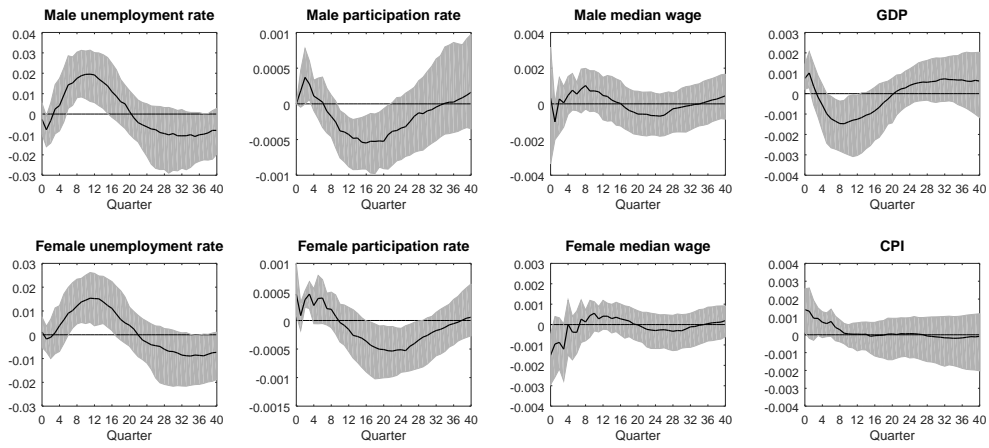 Male unemployment rate
0.04
0.03
0.02
0.01
0
-0.01
-0.02
-0.03
0 4 8 12 16 20 24 28 32 36 40
Quarter
Male participation rate
0.001
0.0005
0
-0.0005
-0.001
0 4 8 12 16 20 24 28 32 36 40
Quarter
Male median wage
0.004
0.002
0
-0.002
-0.004
0 4 8 12 16 20 24 28 32 36 40
Quarter
GDP
0.003
0.002
0.001
0
-0.001
-0.002
-0.003
-0.004
0 4 8 12 16 20 24 28 32 36 40
Quarter
Female unemployment rate
0.03
0.02
0.01
0
-0.01
-0.02
-0.03
0 4 8 12 16 20 24 28 32 36 40
Quarter
Female participation rate
0.001
0.0005
0
-0.0005
-0.001
-0.0015
0 4 8 12 16 20 24 28 32 36 40
Quarter
Female median wage
0.003
0.002
0.001
0
-0.001
-0.002
-0.003
-0.004
0 4 8 12 16 20 24 28 32 36 40
Quarter
CPI
0.004
0.003
0.002
0.001
0
-0.001
-0.002
-0.003
-0.004
0 4 8 12 16 20 24 28 32 36 40
Quarter